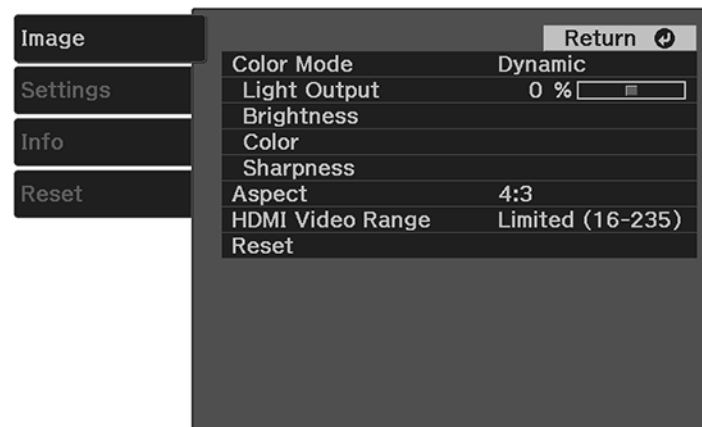 Image
Settings
Info
Reset
Return
Color Mode Dynamic
Light Output 0 %
Brightness
Color
Sharpness
Aspect 4:3
HDMI Video Range Limited (16-235)
Reset